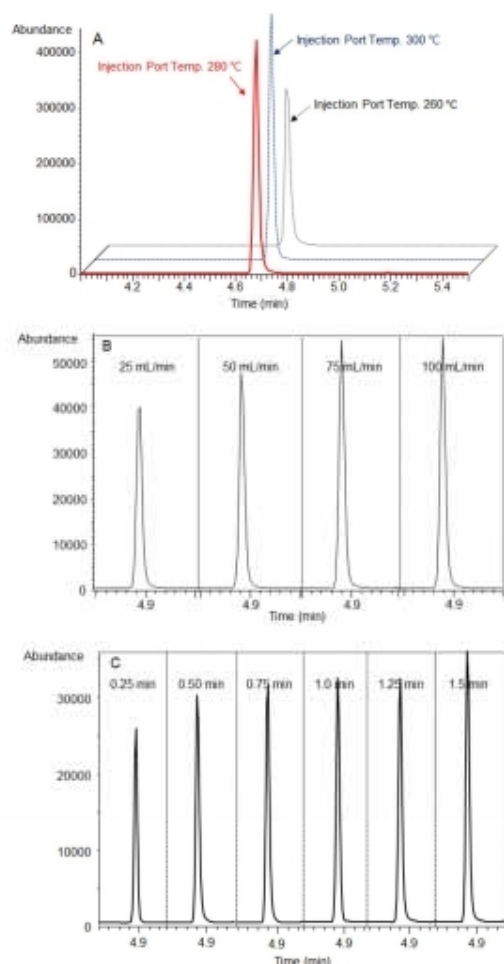 Abundance
A
Injection Port Temp. 300 ℃
400000
Injection Port Temp. 280 ℃
Injection Port Temp. 260 ℃
300000
200000
100000
0
4.2 4.4 4.6 4.8 5.0 5.2 5.4
Time (min)
Abundance
B
50000
25 mL/min 50 mL/min 75 mL/min 100 mL/min
40000
30000
20000
10000
0
4.9 4.9 4.9 4.9
Time (min)
Abundance
C
0.25 min 0.50 min 0.75 min 1.0 min 1.25 min 1.5 min
30000
20000
10000
0
4.9 4.9 4.9 4.9 4.9 4.9
Time (min)